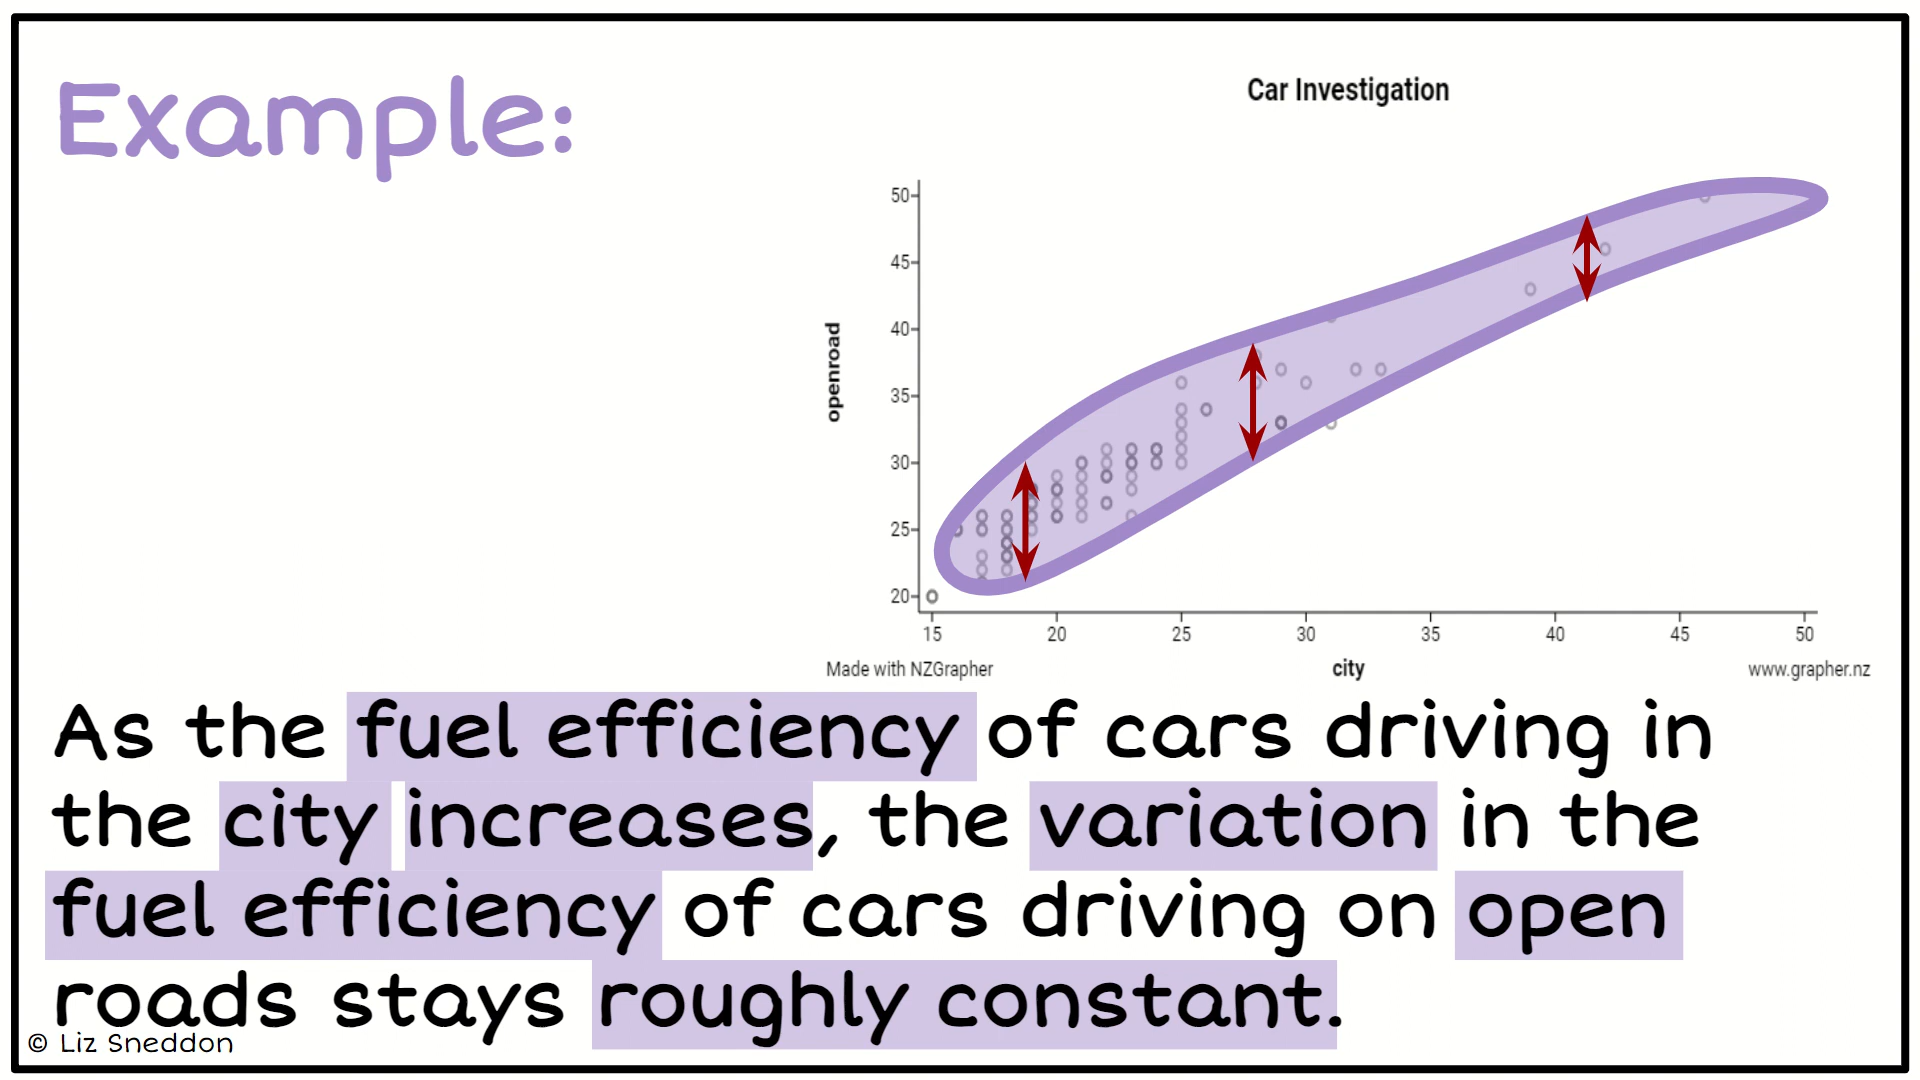 Example:
Car Investigation
50
45
40
35
30
25
20
openroad
15 20 25 30 35 40 45 50
city
Made with NZGrapher
www.grapher.nz
As the fuel efficiency of cars driving in
the city increases, the variation in the
fuel efficiency of cars driving on open
roads stays roughly constant.
© Liz Sneddon